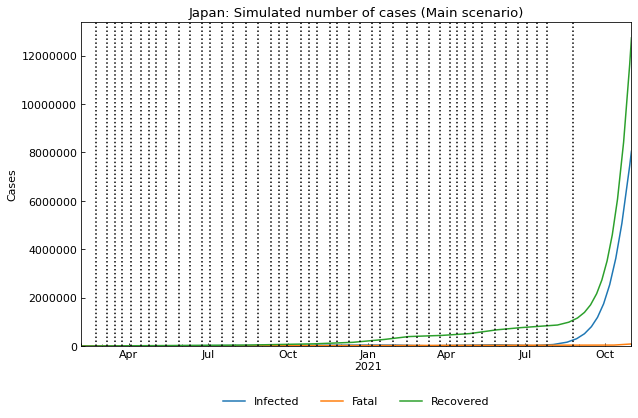 Japan: Simulated number of cases (Main scenario)
12000000
10000000
8000000
6000000
4000000
2000000
0
Cases
Apr Jul Oct Jan Apr Jul Oct
2021
Infected Fatal Recovered